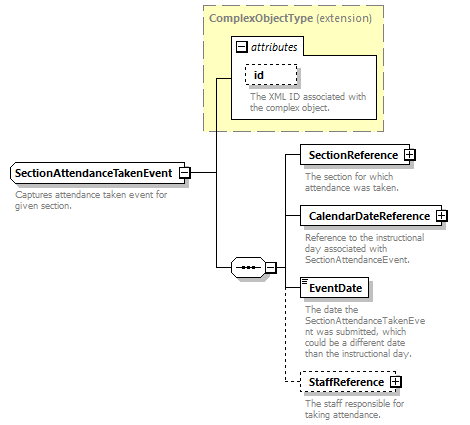 ComplexObjectType (extension)
attributes
id
The XML ID associated with
the complex object.
SectionAttendanceTakenEvent
Captures attendance taken event for
given section.
SectionReference
The section for which
attendance was taken.
CalendarDateReference
Reference to the instructional
day associated with
SectionAttendanceEvent.
EventDate
The date the
SectionAttendanceTakenEve
nt was submitted, which
could be a different date
than the instructional day.
StaffReference
The staff responsible for
taking attendance.